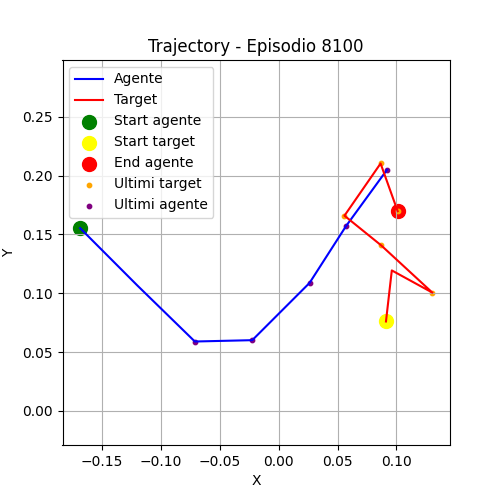 Trajectory - Episodio 8100
Agente
Target
Start agente
Start target
End agente
Ultimi target
Ultimi agente
Y
0.25
0.20
0.15
0.10
0.05
0.00
−0.15
−0.10
−0.05
0.00
0.05
0.10
X